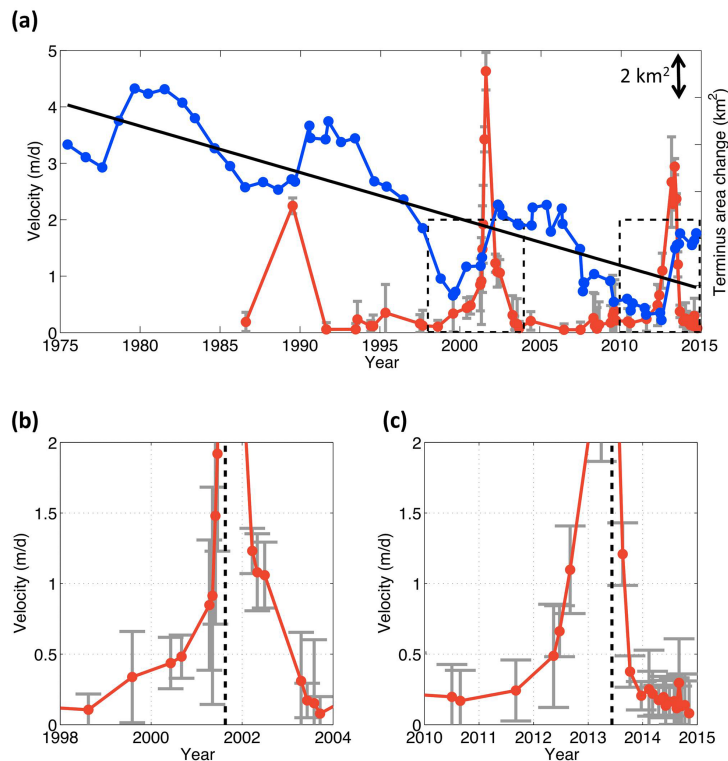 (a)
5
4
3
2
1
0
Velocity (m/d)
2 km²
Terminus area change (km²)
1975 1980 1985 1990 1995 2000 2005 2010 2015
Year
(b)
2
1.5
1
0.5
0
Velocity (m/d)
1998 2000 2002 2004
Year
(c)
2
1.5
1
0.5
0
Velocity (m/d)
2010 2011 2012 2013 2014 2015
Year